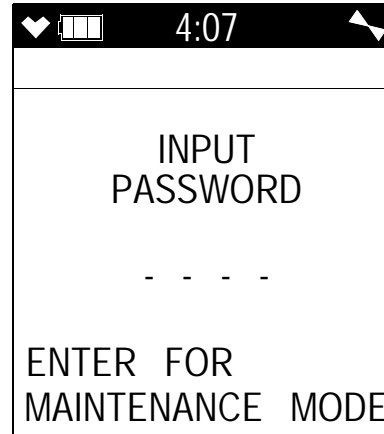 4:07
INPUT
PASSWORD
- - - -
ENTER FOR
MAINTENANCE MODE